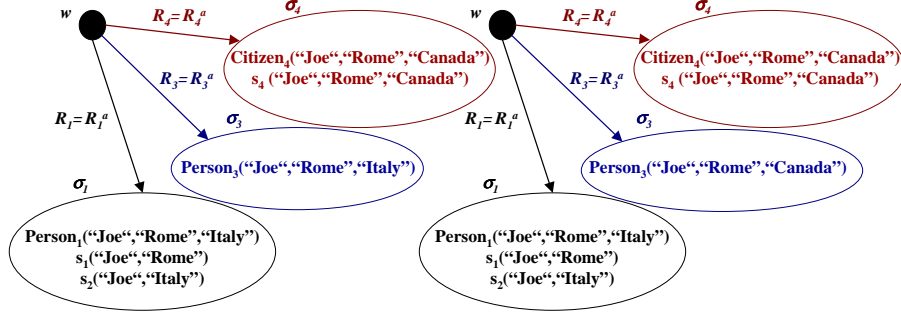 w
R4=R4a
σ4
Citizen4(“Joe”,“Rome”,“Canada”)
s4 (“Joe”,“Rome”,“Canada”)
R3=R3a
R1=R1a
σ3
Person3(“Joe”,“Rome”,“Italy”)
σ1
Person1(“Joe“,“Rome”,“Italy”)
s1(“Joe“,“Rome”)
s2(“Joe“,“Italy”)
w
R4=R4a
σ4
Citizen4(“Joe”,“Rome”,“Canada”)
s4 (“Joe”,“Rome”,“Canada”)
R3=R3a
R1=R1a
σ3
Person3(“Joe”,“Rome”,“Canada”)
σ1
Person1(“Joe“,“Rome”,“Italy”)
s1(“Joe“,“Rome”)
s2(“Joe“,“Italy”)